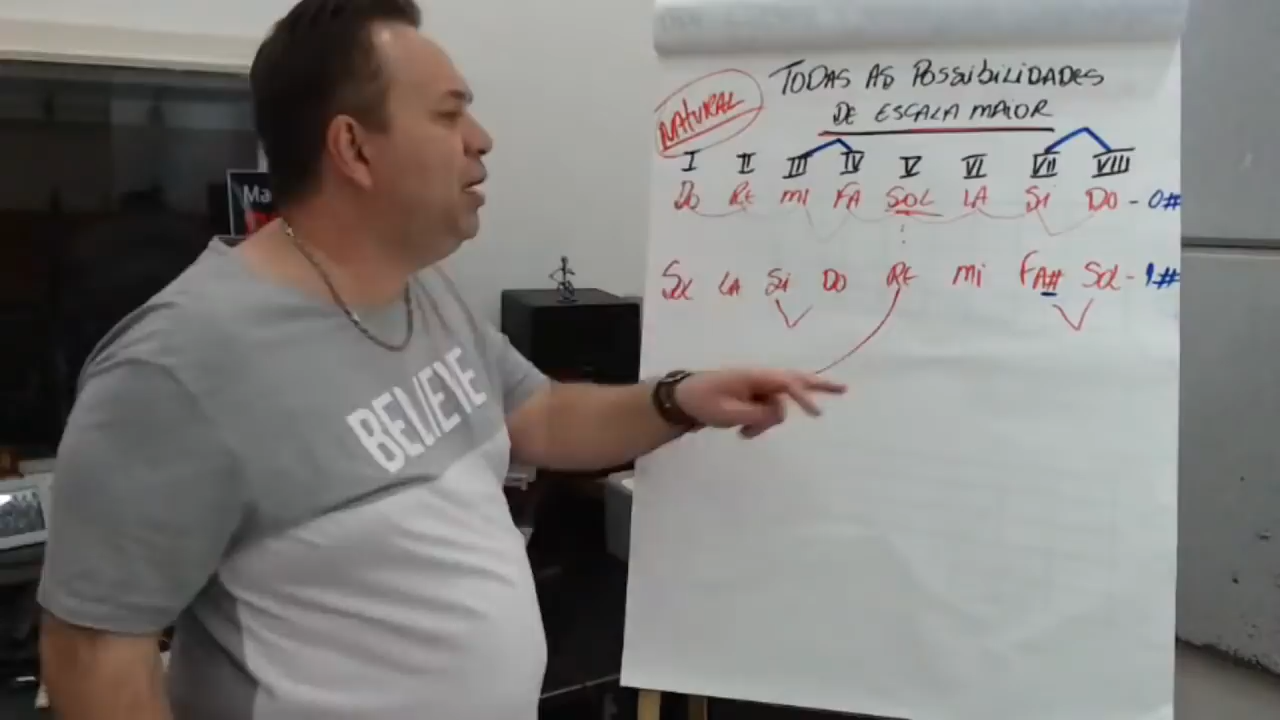 TODAS AS POSSIBILIDADES
NATURAL
DE ESCALA MAIOR
I II III IV V VI VII VIII
DO RE MI FA SOL LA SI DO - 0#
SOL LA SI DO RE MI FA# SOL - 1#
BELIEVE
Ma